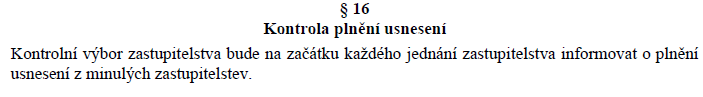 § 16
Kontrola plnění usnesení
Kontrolní výbor zastupitelstva bude na začátku každého jednání zastupitelstva informovat o plnění
usnesení z minulých zastupitelstev.